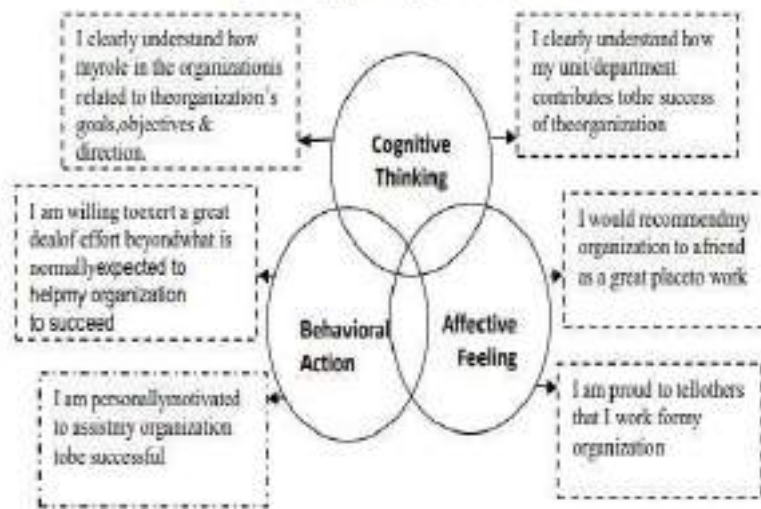 I clearly understand how
myrole in the organizationis
related to theorganization's
goals,objectives &
direction.
I clearly understand how
my unit/department
contributes tothe success
of theorganization
Cognitive
Thinking
I am willing toexert a great
dealof effort beyondwhat is
normallyexpected to
helpmy organization
to succeed
I would recommendmy
organization to afriend
as a great placeto work
Behavioral
Action
Affective
Feeling
I am personallymotivated
to assistmy organization
tobe successful
I am proud to tellothers
that I work formy
organization